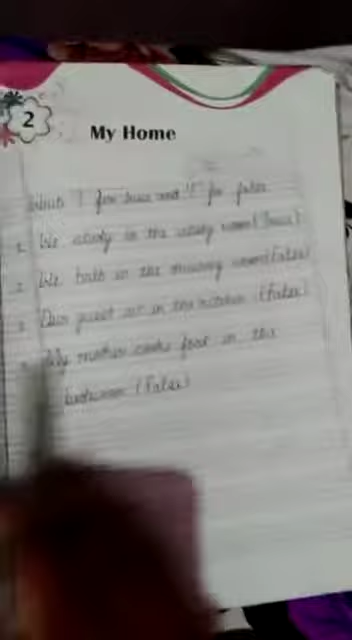 2
My Home
Write 'T' for true and 'F' for false
1. We study in the study room (True)
2. We bath in the room (False)
3. Our guest sit in the kitchen (False)
My mother cooks food in the
bathroom (False)